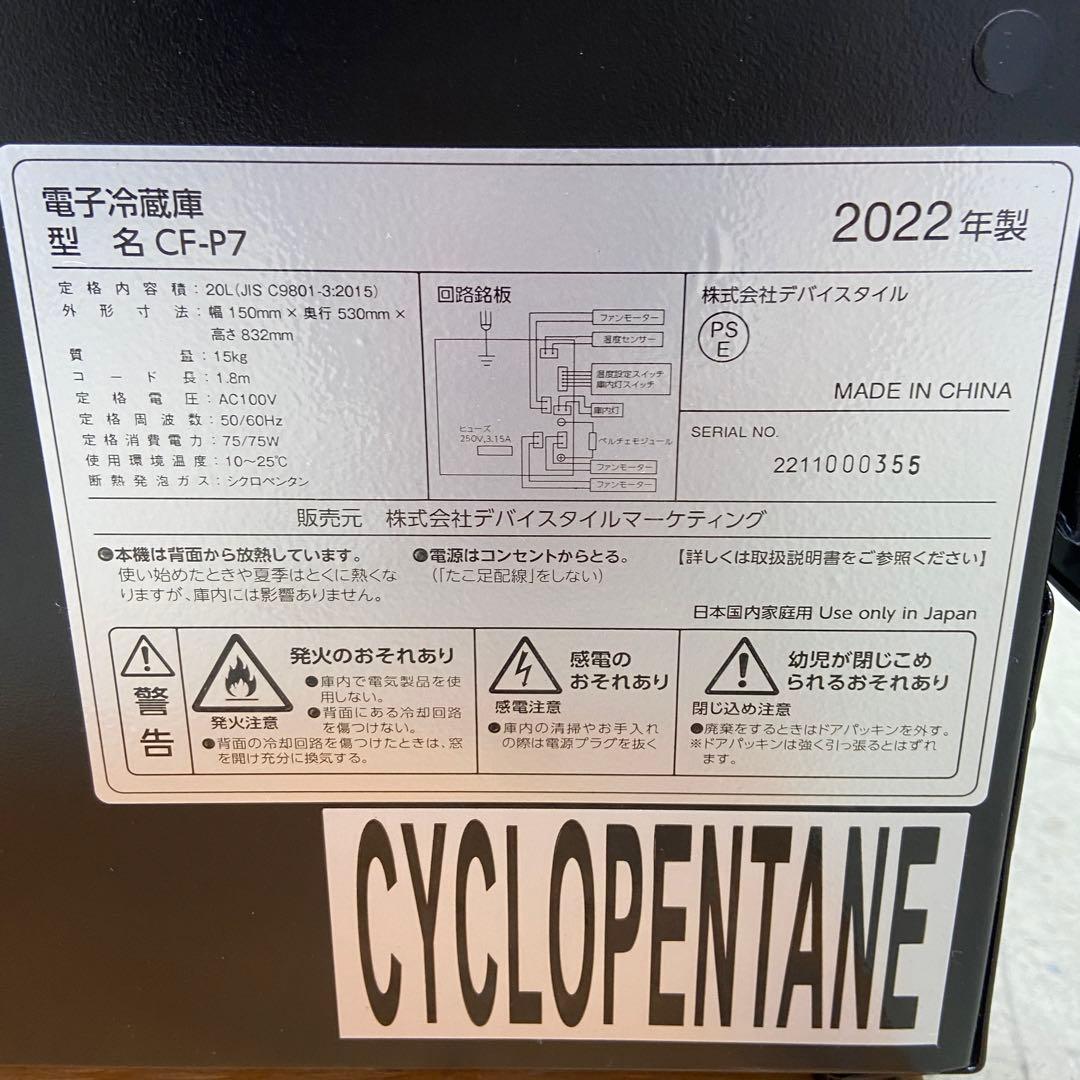 電子冷蔵庫
型 名 CF-P7
2022年製
定格内容積：20L(JIS C9801-3:2015)
外形寸法：幅 150mm × 奥行 530mm ×
高さ 832mm
質量：15kg
コード長：1.8m
定格電圧：AC100V
定格周波数：50/60Hz
定格消費電力：75/75W
使用環境温度：10～25℃
断熱発泡ガス：シクロペンタン
回路銘板
ファンモーター
温度センサー
温度設定スイッチ
庫内灯スイッチ
庫内灯
ヒューズ
250V,3.15A
ペルチェモジュール
ファンモーター
ファンモーター
株式会社デバイスタイル
PS
E
MADE IN CHINA
SERIAL NO.
2211000355
販売元 株式会社デバイスタイルマーケティング
●本機は背面から放熱しています。
使い始めたときや夏季はとくに熱くな
りますが、庫内には影響ありません。
●電源はコンセントからとる。
(「たこ足配線」をしない)
【詳しくは取扱説明書をご参照ください】
日本国内家庭用 Use only in Japan
警告
発火注意
発火のおそれあり
●庫内で電気製品を使
用しない。
●背面にある冷却回路
を傷つけない。
●背面の冷却回路を傷つけたときは、窓
を開け充分に換気する。
感電の
おそれあり
感電注意
●庫内の清掃やお手入れ
の際は電源プラグを抜く
幼児が閉じこめ
られるおそれあり
閉じ込め注意
●廃棄をするときはドアパッキンを外す。
※ドアパッキンは強く引っ張るとはずれ
ます。
CYCLOPENTANE